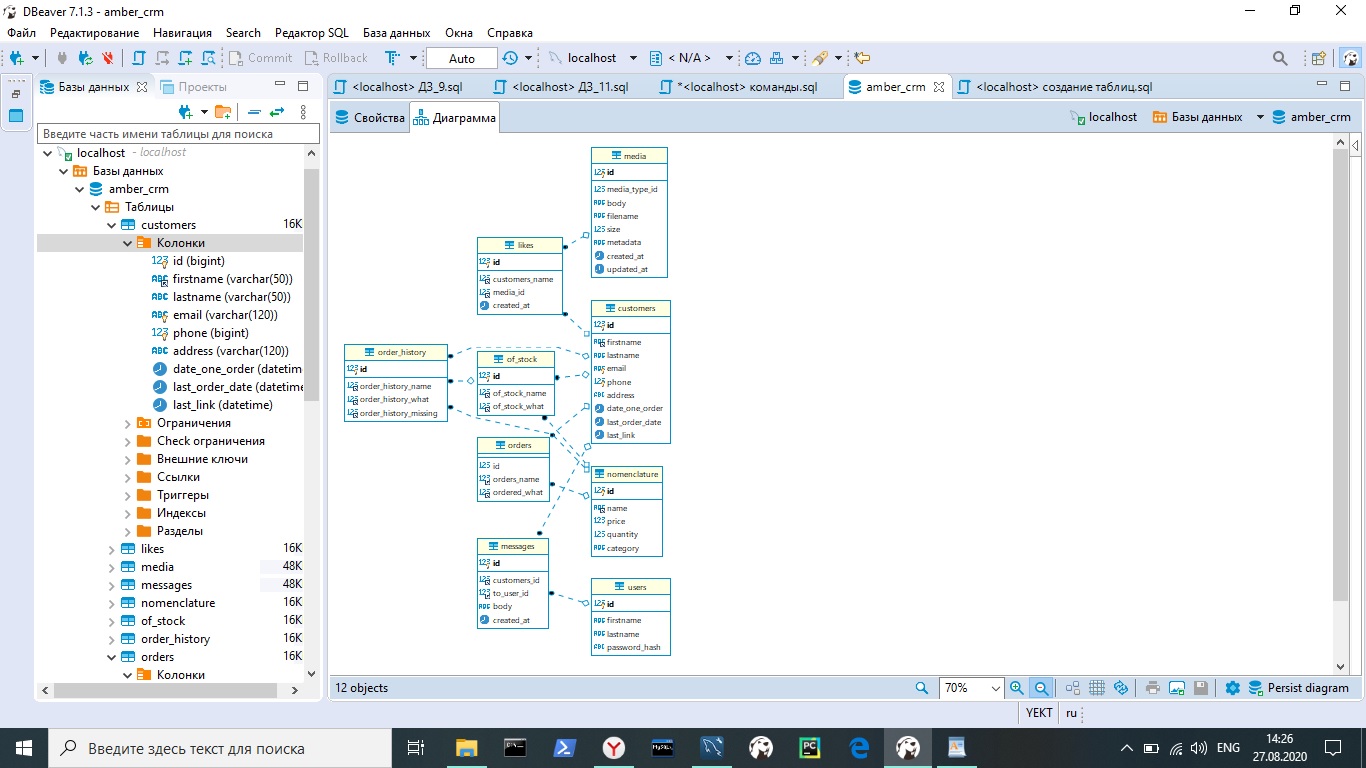 DBeaver 7.1.3 - amber_crm
Файл Редактирование Навигация Search Редактор SQL База данных Окна Справка
Commit Rollback Auto localhost < N/A >
Базы данных Проекты
<localhost> ДЗ_9.sql <localhost> ДЗ_11.sql *<localhost> команды.sql amber_crm <localhost> создание таблиц.sql
Свойства Диаграмма localhost Базы данных amber_crm
Введите часть имени таблицы для поиска
localhost - localhost
Базы данных
amber_crm
Таблицы
customers 16K
Колонки
id (bigint)
firstname (varchar(50))
lastname (varchar(50))
email (varchar(120))
phone (bigint)
address (varchar(120))
date_one_order (datetim
last_order_date (datetime
last_link (datetime)
Ограничения
Check ограничения
Внешние ключи
Ссылки
Триггеры
Индексы
Разделы
likes 16K
media 48K
messages 48K
nomenclature 16K
of_stock 16K
order_history 16K
orders 16K
Колонки
media
id
media_type_id
body
filename
size
metadata
created_at
updated_at
likes
id
customers_name
media_id
created_at
customers
id
firstname
lastname
email
phone
address
date_one_order
last_order_date
last_link
order_history
id
order_history_name
order_history_what
order_history_missing
of_stock
id
of_stock_name
of_stock_what
orders
id
orders_name
ordered_what
nomenclature
id
name
price
quantity
category
messages
id
customers_id
to_user_id
body
created_at
users
id
firstname
lastname
password_hash
12 objects 70% Persist diagram
YEKT ru
Введите здесь текст для поиска
ENG 14:26
27.08.2020